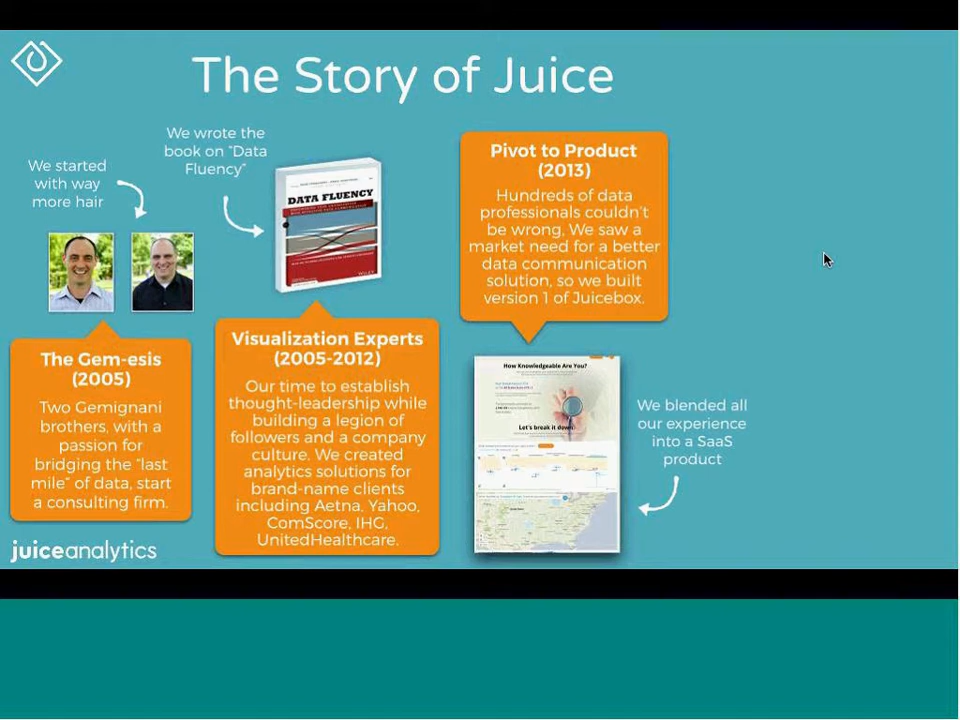 The Story of Juice
We started
with way
more hair
We wrote the
book on "Data
Fluency"
DATA FLUENCY
WILEY
The Gem-esis
(2005)
Two Gemignani
brothers, with a
passion for
bridging the "last
mile" of data, start
a consulting firm.
Visualization Experts
(2005-2012)
Our time to establish
thought-leadership while
building a legion of
followers and a company
culture. We created
analytics solutions for
brand-name clients
including Aetna, Yahoo,
ComScore, IHG,
UnitedHealthcare.
Pivot to Product
(2013)
Hundreds of data
professionals couldn't
be wrong. We saw a
market need for a better
data communication
solution, so we built
version 1 of Juicebox.
How Knowledgeable Are You?
Let's break it down
We blended all
our experience
into a SaaS
product
juiceanalytics